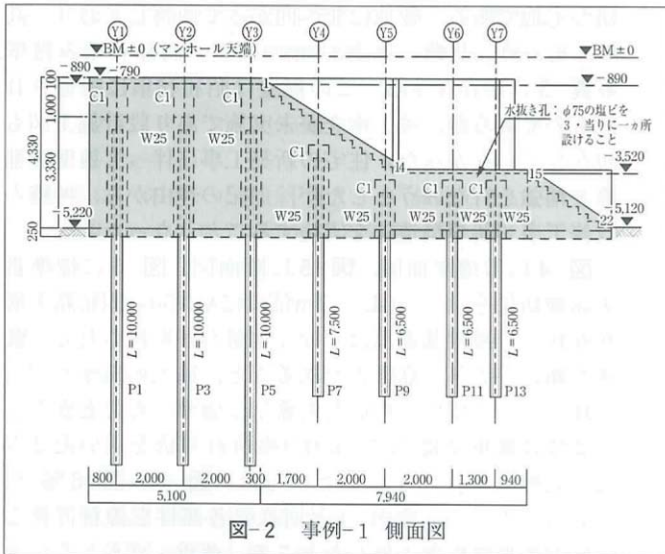 Y1 Y2 Y3 Y4 Y5 Y6 Y7
BM±0 (マンホール天端)
BM±0
-890
-790
-890
100
1,000
4,330
3,330
250
C1 C1 C1
W25 W25
水抜き孔:φ75の塩ビを
3・当りに一ヵ所
設けること
C1
1
14
15
22
-3,520
-5,120
-5,220
C1 C1 C1
W25 W25 W25 W25 W25
L=10,000
L=10,000
L=10,000
L=7,500
L=6,500
L=6,500
L=6,500
P1
P3
P5
P7
P9
P11
P13
800 2,000 2,000 300 1,700 2,000 2,000 1,300 940
5,100 7,940
図-2 事例-1 側面図